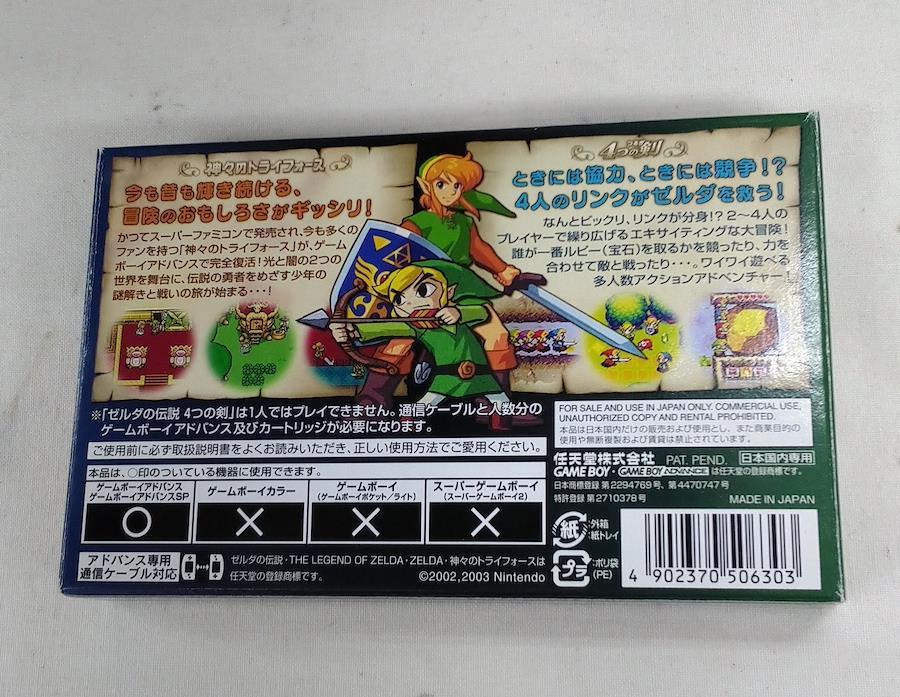 神々のトライフォース
今も昔も輝き続ける、
冒険のおもしろさがギッシリ!
かつてスーパーファミコンで発売され、今も多くの
ファンを持つ「神々のトライフォース」が、ゲーム
ボーイアドバンスで完全復活!光と闇の2つの
世界を舞台に、伝説の勇者をめざす少年の
謎解きと戦いの旅が始まる・・・!
4つの剣
ときには協力、ときには競争!?
4人のリンクがゼルダを救う!
なんとビックリ、リンクが分身!?2〜4人の
プレイヤーで繰り広げるエキサイティングな大冒険!
誰が一番ルピー(宝石)を取るかを競ったり、力を
合わせて敵と戦ったり・・・。ワイワイ遊べる
多人数アクションアドベンチャー!
※「ゼルダの伝説 4つの剣」は1人ではプレイできません。通信ケーブルと人数分の
ゲームボーイアドバンス及びカートリッジが必要になります。
ご使用前に必ず取扱説明書をよくお読みいただき、正しい使用方法でご愛用ください。
本品は、○印のついている機器に使用できます。
ゲームボーイアドバンス
ゲームボーイアドバンスSP
○
ゲームボーイカラー
×
ゲームボーイ
(ゲームボーイポケット/ライト)
×
スーパーゲームボーイ
(スーパーゲームボーイ2)
×
アドバンス専用
通信ケーブル対応
ゼルダの伝説・THE LEGEND OF ZELDA・ZELDA・神々のトライフォースは
任天堂の登録商標です。
©2002,2003 Nintendo
FOR SALE AND USE IN JAPAN ONLY. COMMERCIAL USE,
UNAUTHORIZED COPY AND RENTAL PROHIBITED.
本品は日本国内だけの販売および使用とし、また商業目的の
使用や無断複製および賃貸は禁止されています。
任天堂株式会社 PAT. PEND. 日本国内専用
GAME BOY・GAME BOY ADVANCE は任天堂の登録商標です。
日本商標登録 第2294769号、第4470747号
特許登録 第2710378号
MADE IN JAPAN
紙
:外箱
:紙トレイ
プラ
:ポリ袋
(PE)
4 902370 506303